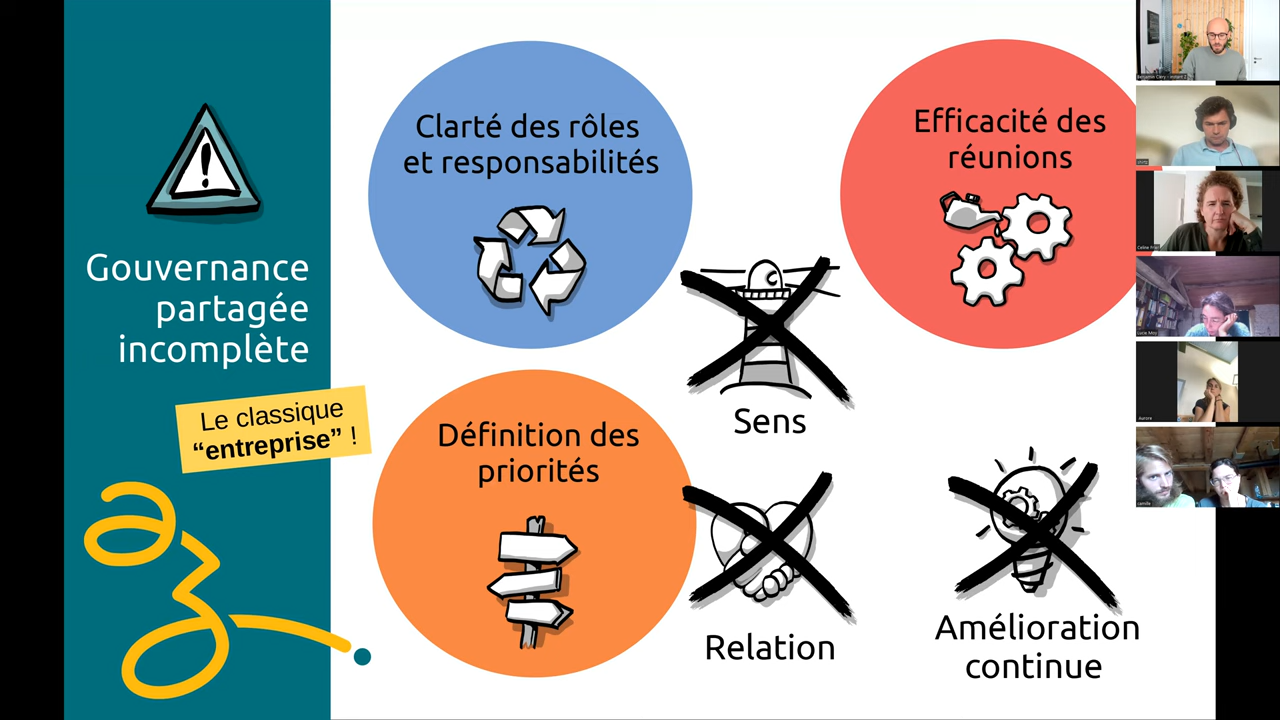 Gouvernance
partagée
incomplète
Le classique
“entreprise” !
Clarté des rôles
et responsabilités
Efficacité des
réunions
Définition des
priorités
Sens
Relation
Amélioration
continue
Aurore